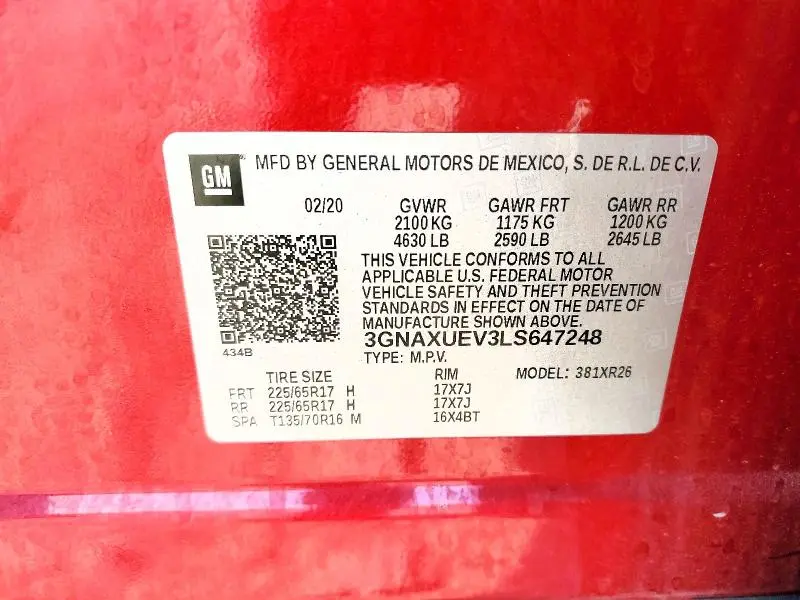 GM MFD BY GENERAL MOTORS DE MEXICO, S. DE R.L. DE C.V.
02/20 GVWR GAWR FRT GAWR RR
2100 KG 1175 KG 1200 KG
4630 LB 2590 LB 2645 LB
THIS VEHICLE CONFORMS TO ALL
APPLICABLE U.S. FEDERAL MOTOR
VEHICLE SAFETY AND THEFT PREVENTION
STANDARDS IN EFFECT ON THE DATE OF
MANUFACTURE SHOWN ABOVE.
3GNAXUEV3LS647248
434B
TYPE: M.P.V.
TIRE SIZE RIM MODEL: 381XR26
FRT 225/65R17 H 17X7J
RR 225/65R17 H 17X7J
SPA T135/70R16 M 16X4BT